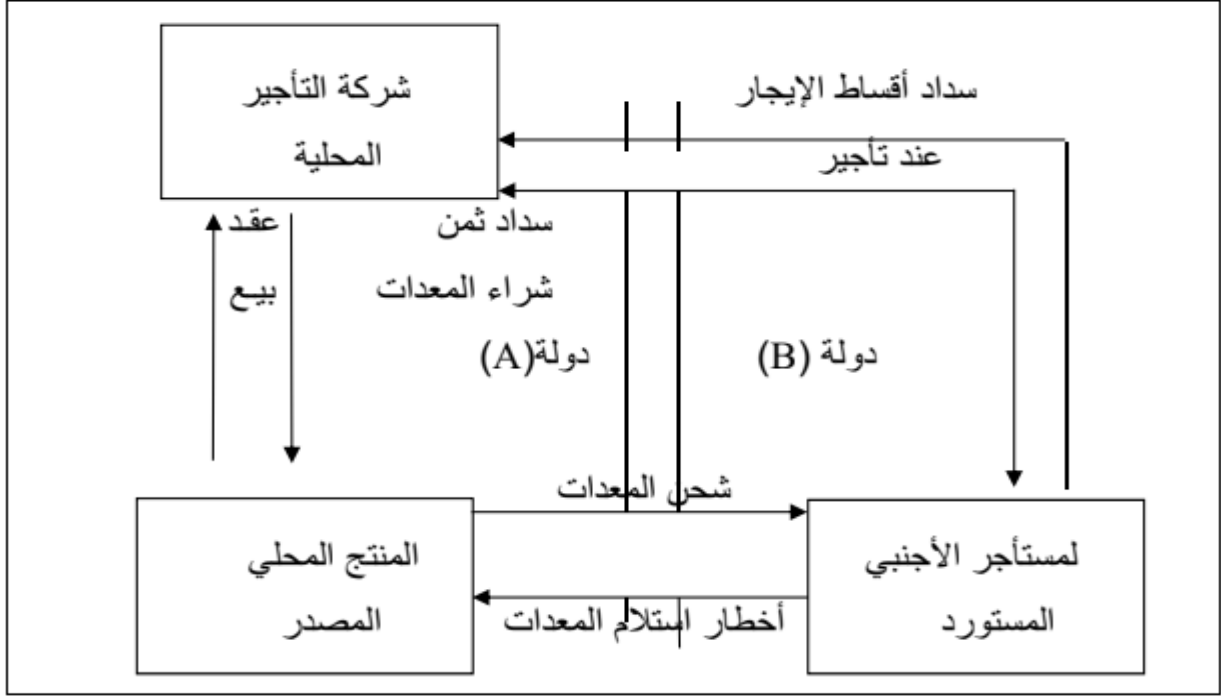 شركة التأجير
المحلية
سداد أقساط الإيجار
عند تأجير
عقد
بيع
سداد ثمن
شراء المعدات
دولة(A)
دولة (B)
شحن المعدات
المنتج المحلي
المصدر
لمستأجر الأجنبي
المستورد
أخطار استلام المعدات